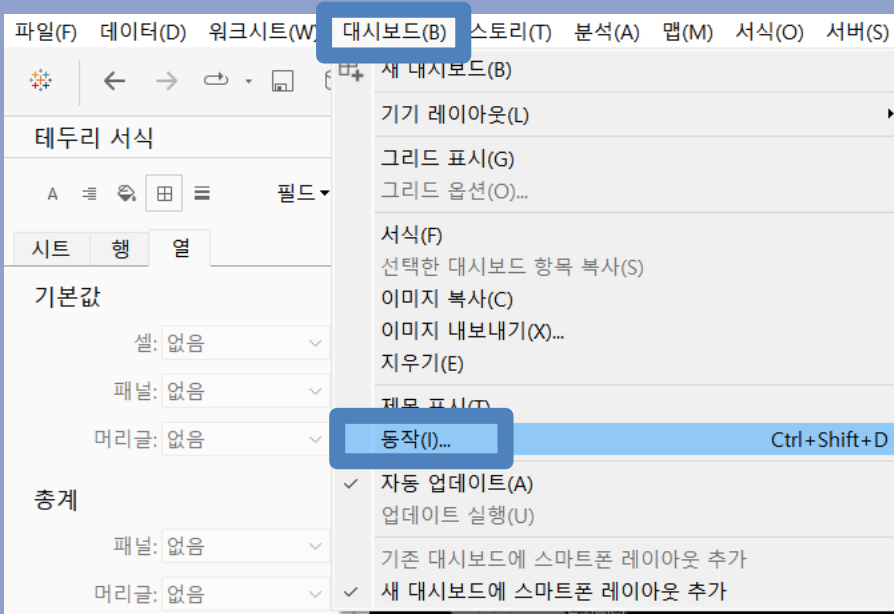 파일(F) 데이터(D) 워크시트(W) 대시보드(B) 스토리(T) 분석(A) 맵(M) 서식(O) 서버(S)
새 대시보드(B)
기기 레이아웃(L)
테두리 서식
그리드 표시(G)
A 필드
그리드 옵션(O)...
시트 행 열
서식(F)
선택한 대시보드 항목 복사(S)
기본값
이미지 복사(C)
이미지 내보내기(X)...
셀: 없음
지우기(E)
패널: 없음
제목 표시(T)
머리글: 없음
동작(I)... Ctrl+Shift+D
자동 업데이트(A)
총계
업데이트 실행(U)
패널: 없음
기존 대시보드에 스마트폰 레이아웃 추가
머리글: 없음
새 대시보드에 스마트폰 레이아웃 추가